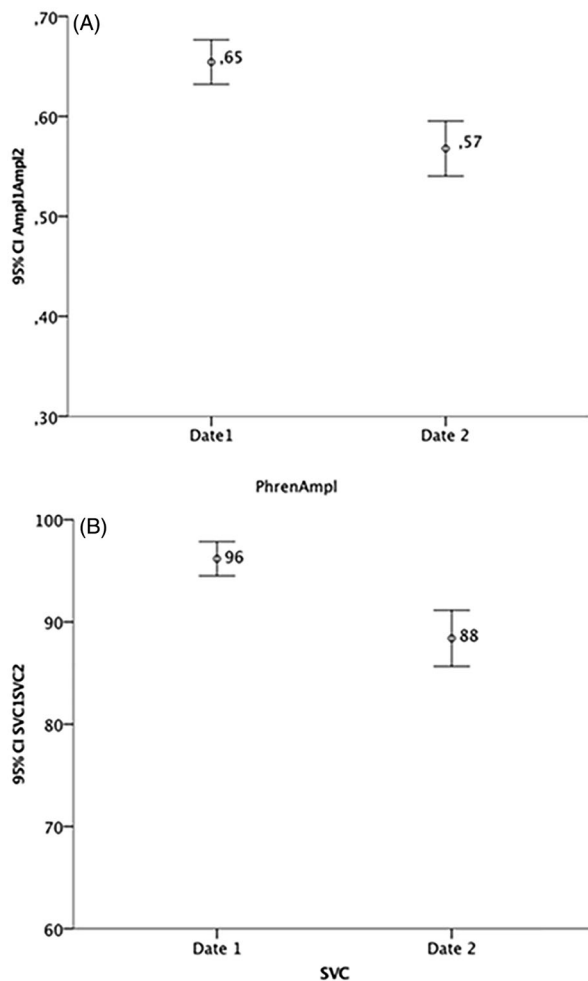 (A)
,70
,60
,50
,40
,30
95% CI Ampl1Ampl2
,65
,57
Date1 Date 2
PhrenAmpl
(B)
100
90
80
70
60
95% CI SVC1SVC2
96
88
Date 1 Date 2
SVC